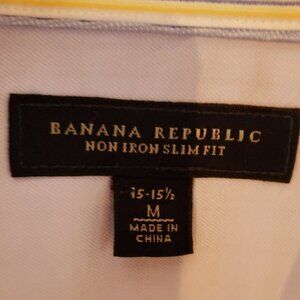 BANANA REPUBLIC
NON IRON SLIM FIT
15-15½
M
MADE IN
CHINA